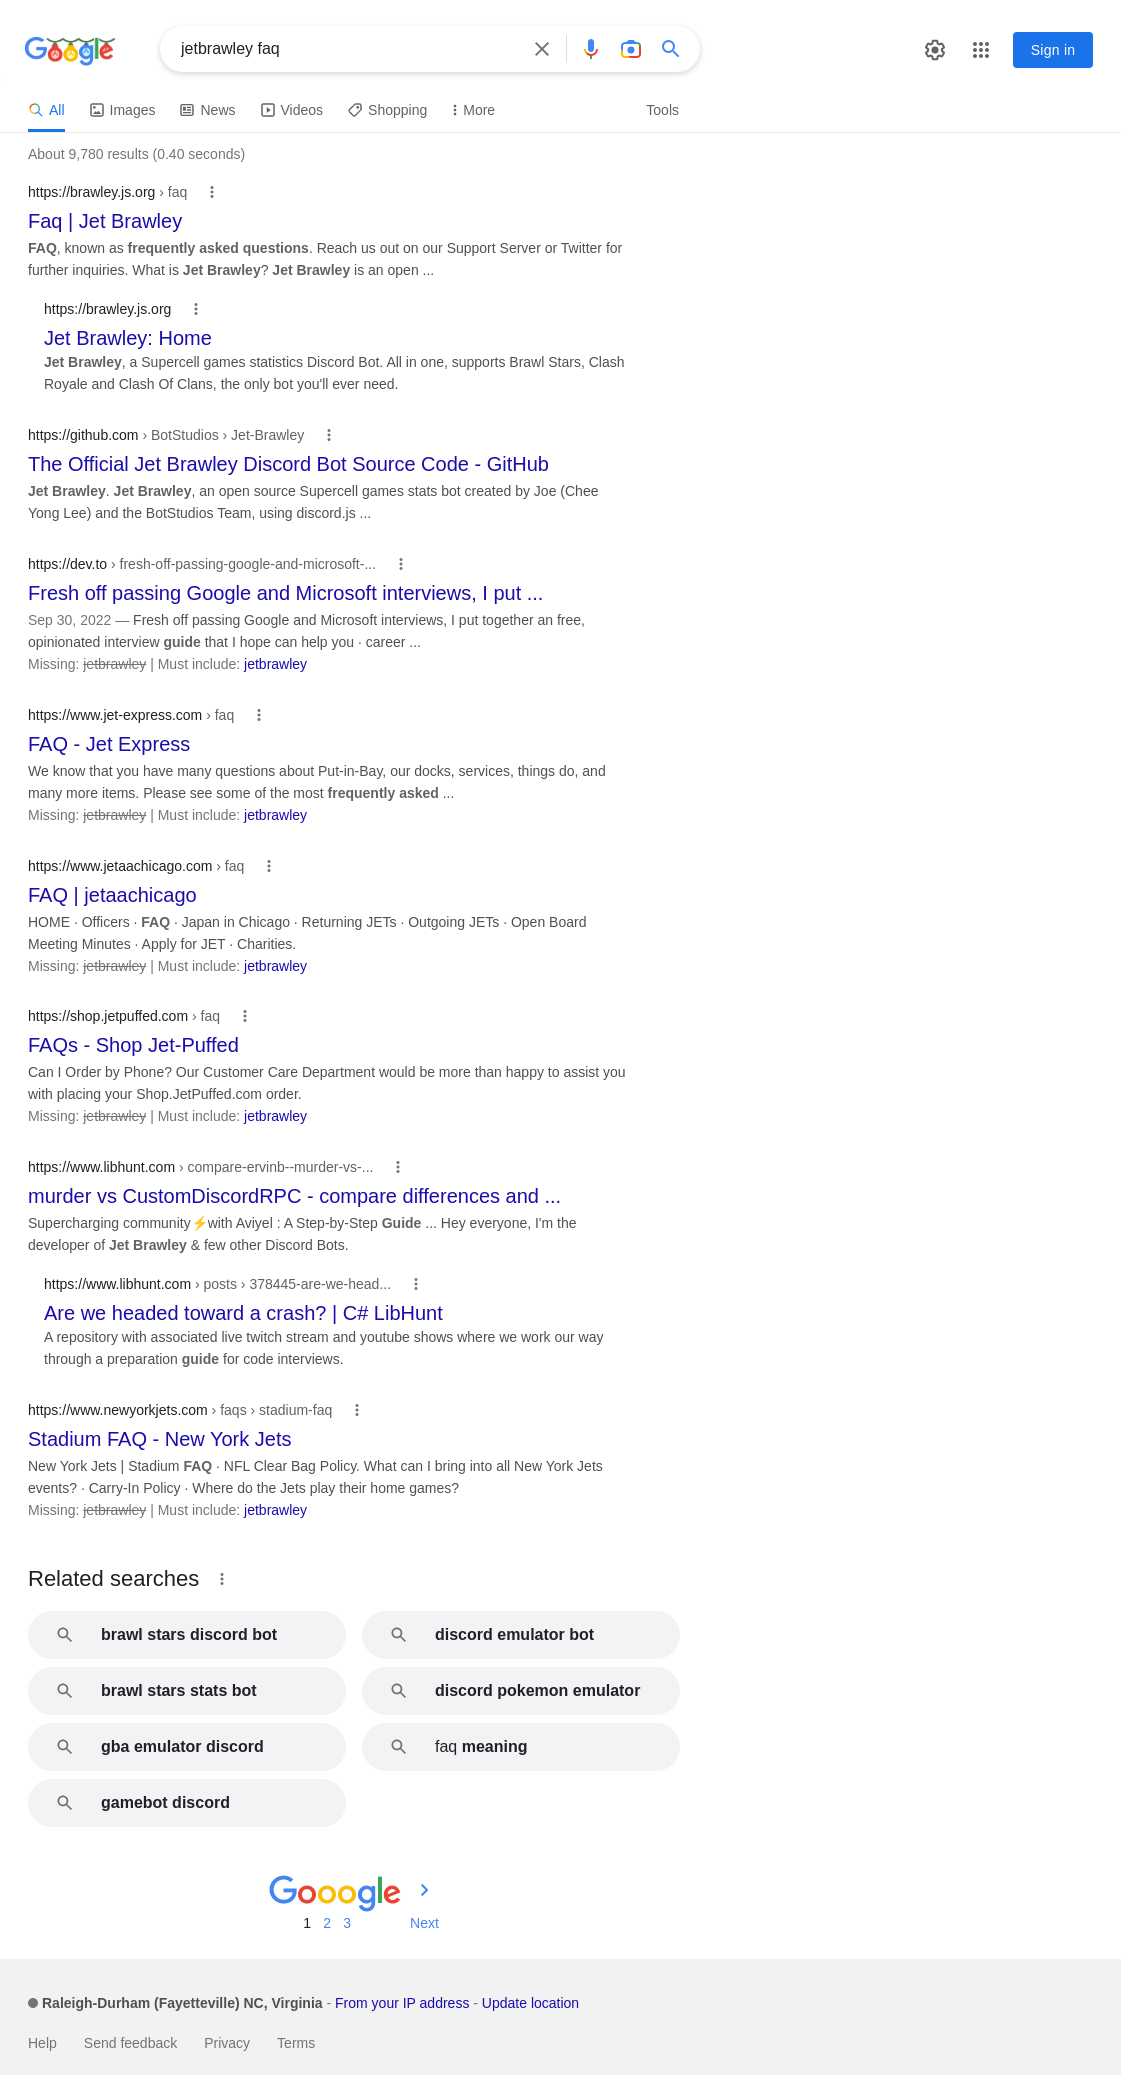 Google
jetbrawley faq
Sign in
All Images News Videos Shopping More Tools
About 9,780 results (0.40 seconds)
https://brawley.js.org › faq
Faq | Jet Brawley
FAQ, known as frequently asked questions. Reach us out on our Support Server or Twitter for
further inquiries. What is Jet Brawley? Jet Brawley is an open ...
https://brawley.js.org
Jet Brawley: Home
Jet Brawley, a Supercell games statistics Discord Bot. All in one, supports Brawl Stars, Clash
Royale and Clash Of Clans, the only bot you'll ever need.
https://github.com › BotStudios › Jet-Brawley
The Official Jet Brawley Discord Bot Source Code - GitHub
Jet Brawley. Jet Brawley, an open source Supercell games stats bot created by Joe (Chee
Yong Lee) and the BotStudios Team, using discord.js ...
https://dev.to › fresh-off-passing-google-and-microsoft-...
Fresh off passing Google and Microsoft interviews, I put ...
Sep 30, 2022 — Fresh off passing Google and Microsoft interviews, I put together an free,
opinionated interview guide that I hope can help you · career ...
Missing: jetbrawley | Must include: jetbrawley
https://www.jet-express.com › faq
FAQ - Jet Express
We know that you have many questions about Put-in-Bay, our docks, services, things do, and
many more items. Please see some of the most frequently asked ...
Missing: jetbrawley | Must include: jetbrawley
https://www.jetaachicago.com › faq
FAQ | jetaachicago
HOME · Officers · FAQ · Japan in Chicago · Returning JETs · Outgoing JETs · Open Board
Meeting Minutes · Apply for JET · Charities.
Missing: jetbrawley | Must include: jetbrawley
https://shop.jetpuffed.com › faq
FAQs - Shop Jet-Puffed
Can I Order by Phone? Our Customer Care Department would be more than happy to assist you
with placing your Shop.JetPuffed.com order.
Missing: jetbrawley | Must include: jetbrawley
https://www.libhunt.com › compare-ervinb--murder-vs-...
murder vs CustomDiscordRPC - compare differences and ...
Supercharging community⚡with Aviyel : A Step-by-Step Guide ... Hey everyone, I'm the
developer of Jet Brawley & few other Discord Bots.
https://www.libhunt.com › posts › 378445-are-we-head...
Are we headed toward a crash? | C# LibHunt
A repository with associated live twitch stream and youtube shows where we work our way
through a preparation guide for code interviews.
https://www.newyorkjets.com › faqs › stadium-faq
Stadium FAQ - New York Jets
New York Jets | Stadium FAQ · NFL Clear Bag Policy. What can I bring into all New York Jets
events? · Carry-In Policy · Where do the Jets play their home games?
Missing: jetbrawley | Must include: jetbrawley
Related searches
brawl stars discord bot
discord emulator bot
brawl stars stats bot
discord pokemon emulator
gba emulator discord
faq meaning
gamebot discord
Gooogle
1 2 3 Next
Raleigh-Durham (Fayetteville) NC, Virginia - From your IP address - Update location
Help Send feedback Privacy Terms